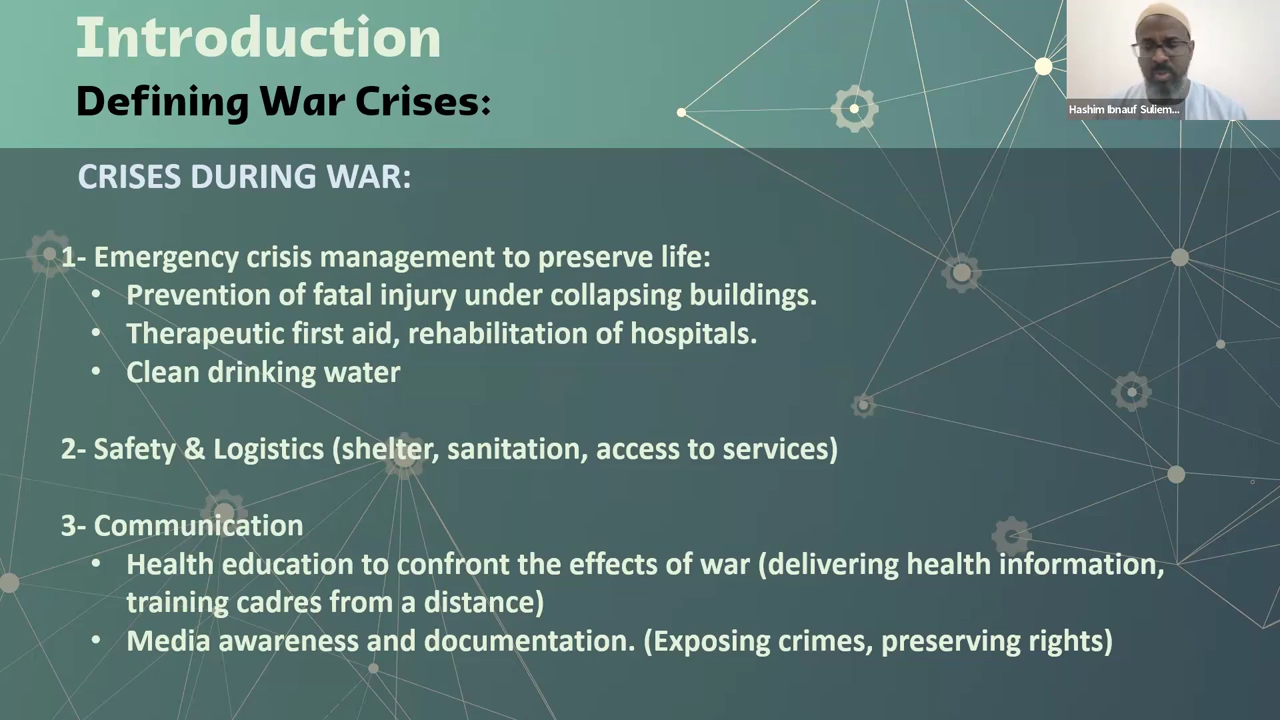 Introduction
Defining War Crises:
Hashim Ibnauf Suliem...
CRISES DURING WAR:
1- Emergency crisis management to preserve life:
• Prevention of fatal injury under collapsing buildings.
• Therapeutic first aid, rehabilitation of hospitals.
• Clean drinking water
2- Safety & Logistics (shelter, sanitation, access to services)
3- Communication
• Health education to confront the effects of war (delivering health information,
training cadres from a distance)
• Media awareness and documentation. (Exposing crimes, preserving rights)